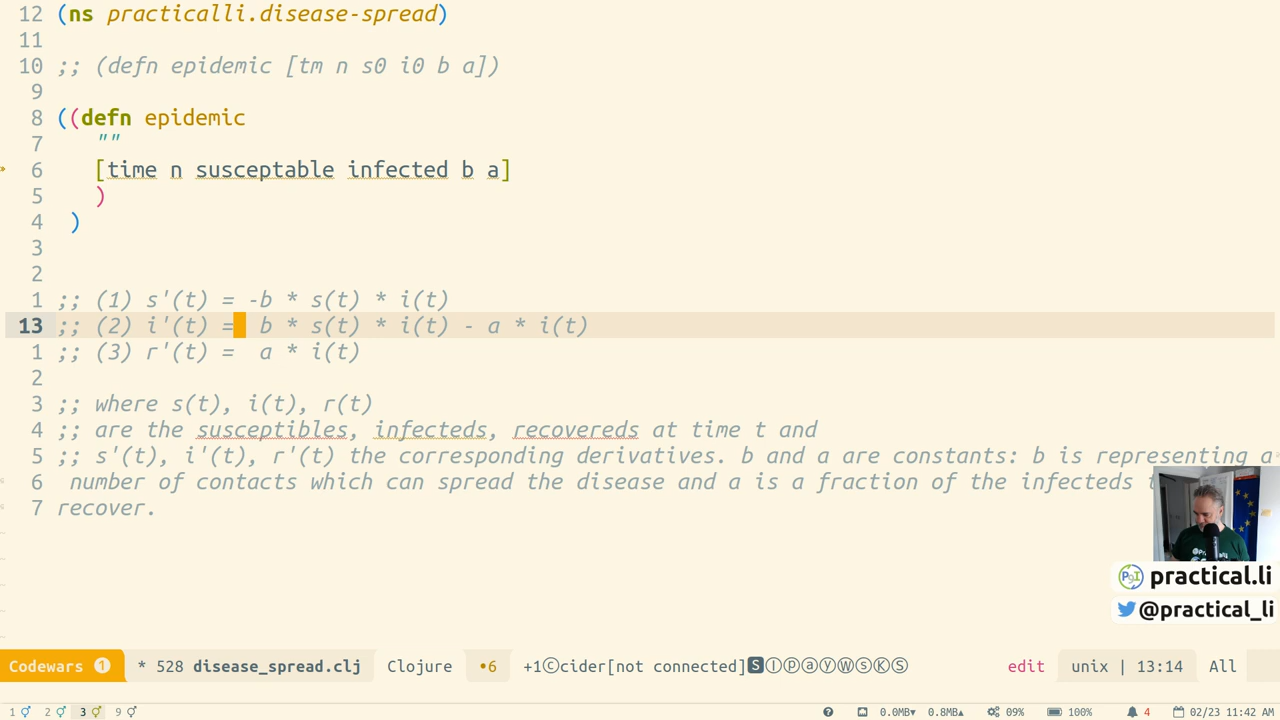 12 (ns practicalli.disease-spread)
11
10 ;; (defn epidemic [tm n s0 i0 b a])
9
8 ((defn epidemic
7 ""
6 [time n susceptable infected b a]
5 )
4 )
3
2
1 ;; (1) s'(t) = -b * s(t) * i(t)
13 ;; (2) i'(t) = b * s(t) * i(t) - a * i(t)
1 ;; (3) r'(t) = a * i(t)
2
3 ;; where s(t), i(t), r(t)
4 ;; are the susceptibles, infecteds, recovereds at time t and
5 ;; s'(t), i'(t), r'(t) the corresponding derivatives. b and a are constants: b is representing a
6 number of contacts which can spread the disease and a is a fraction of the infecteds
7 recover.
practical.li
@practical_li
Codewars 1 * 528 disease_spread.clj Clojure •6 +1ⓒcider[not connected]🆂ⓘⓟⓐⓨⓌⓢⓀⓈ edit unix | 13:14 All
1 2 3 9 0.0MB▾ 0.8MB▴ 09% 100% 4 02/23 11:42 AM